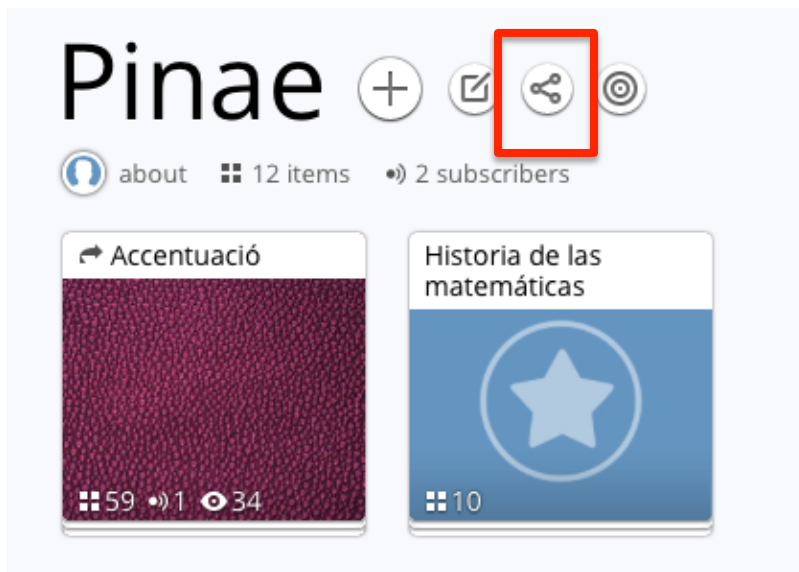 Pinae
about 12 items 2 subscribers
Accentuació
Historia de las
matemáticas
59 1 34
10